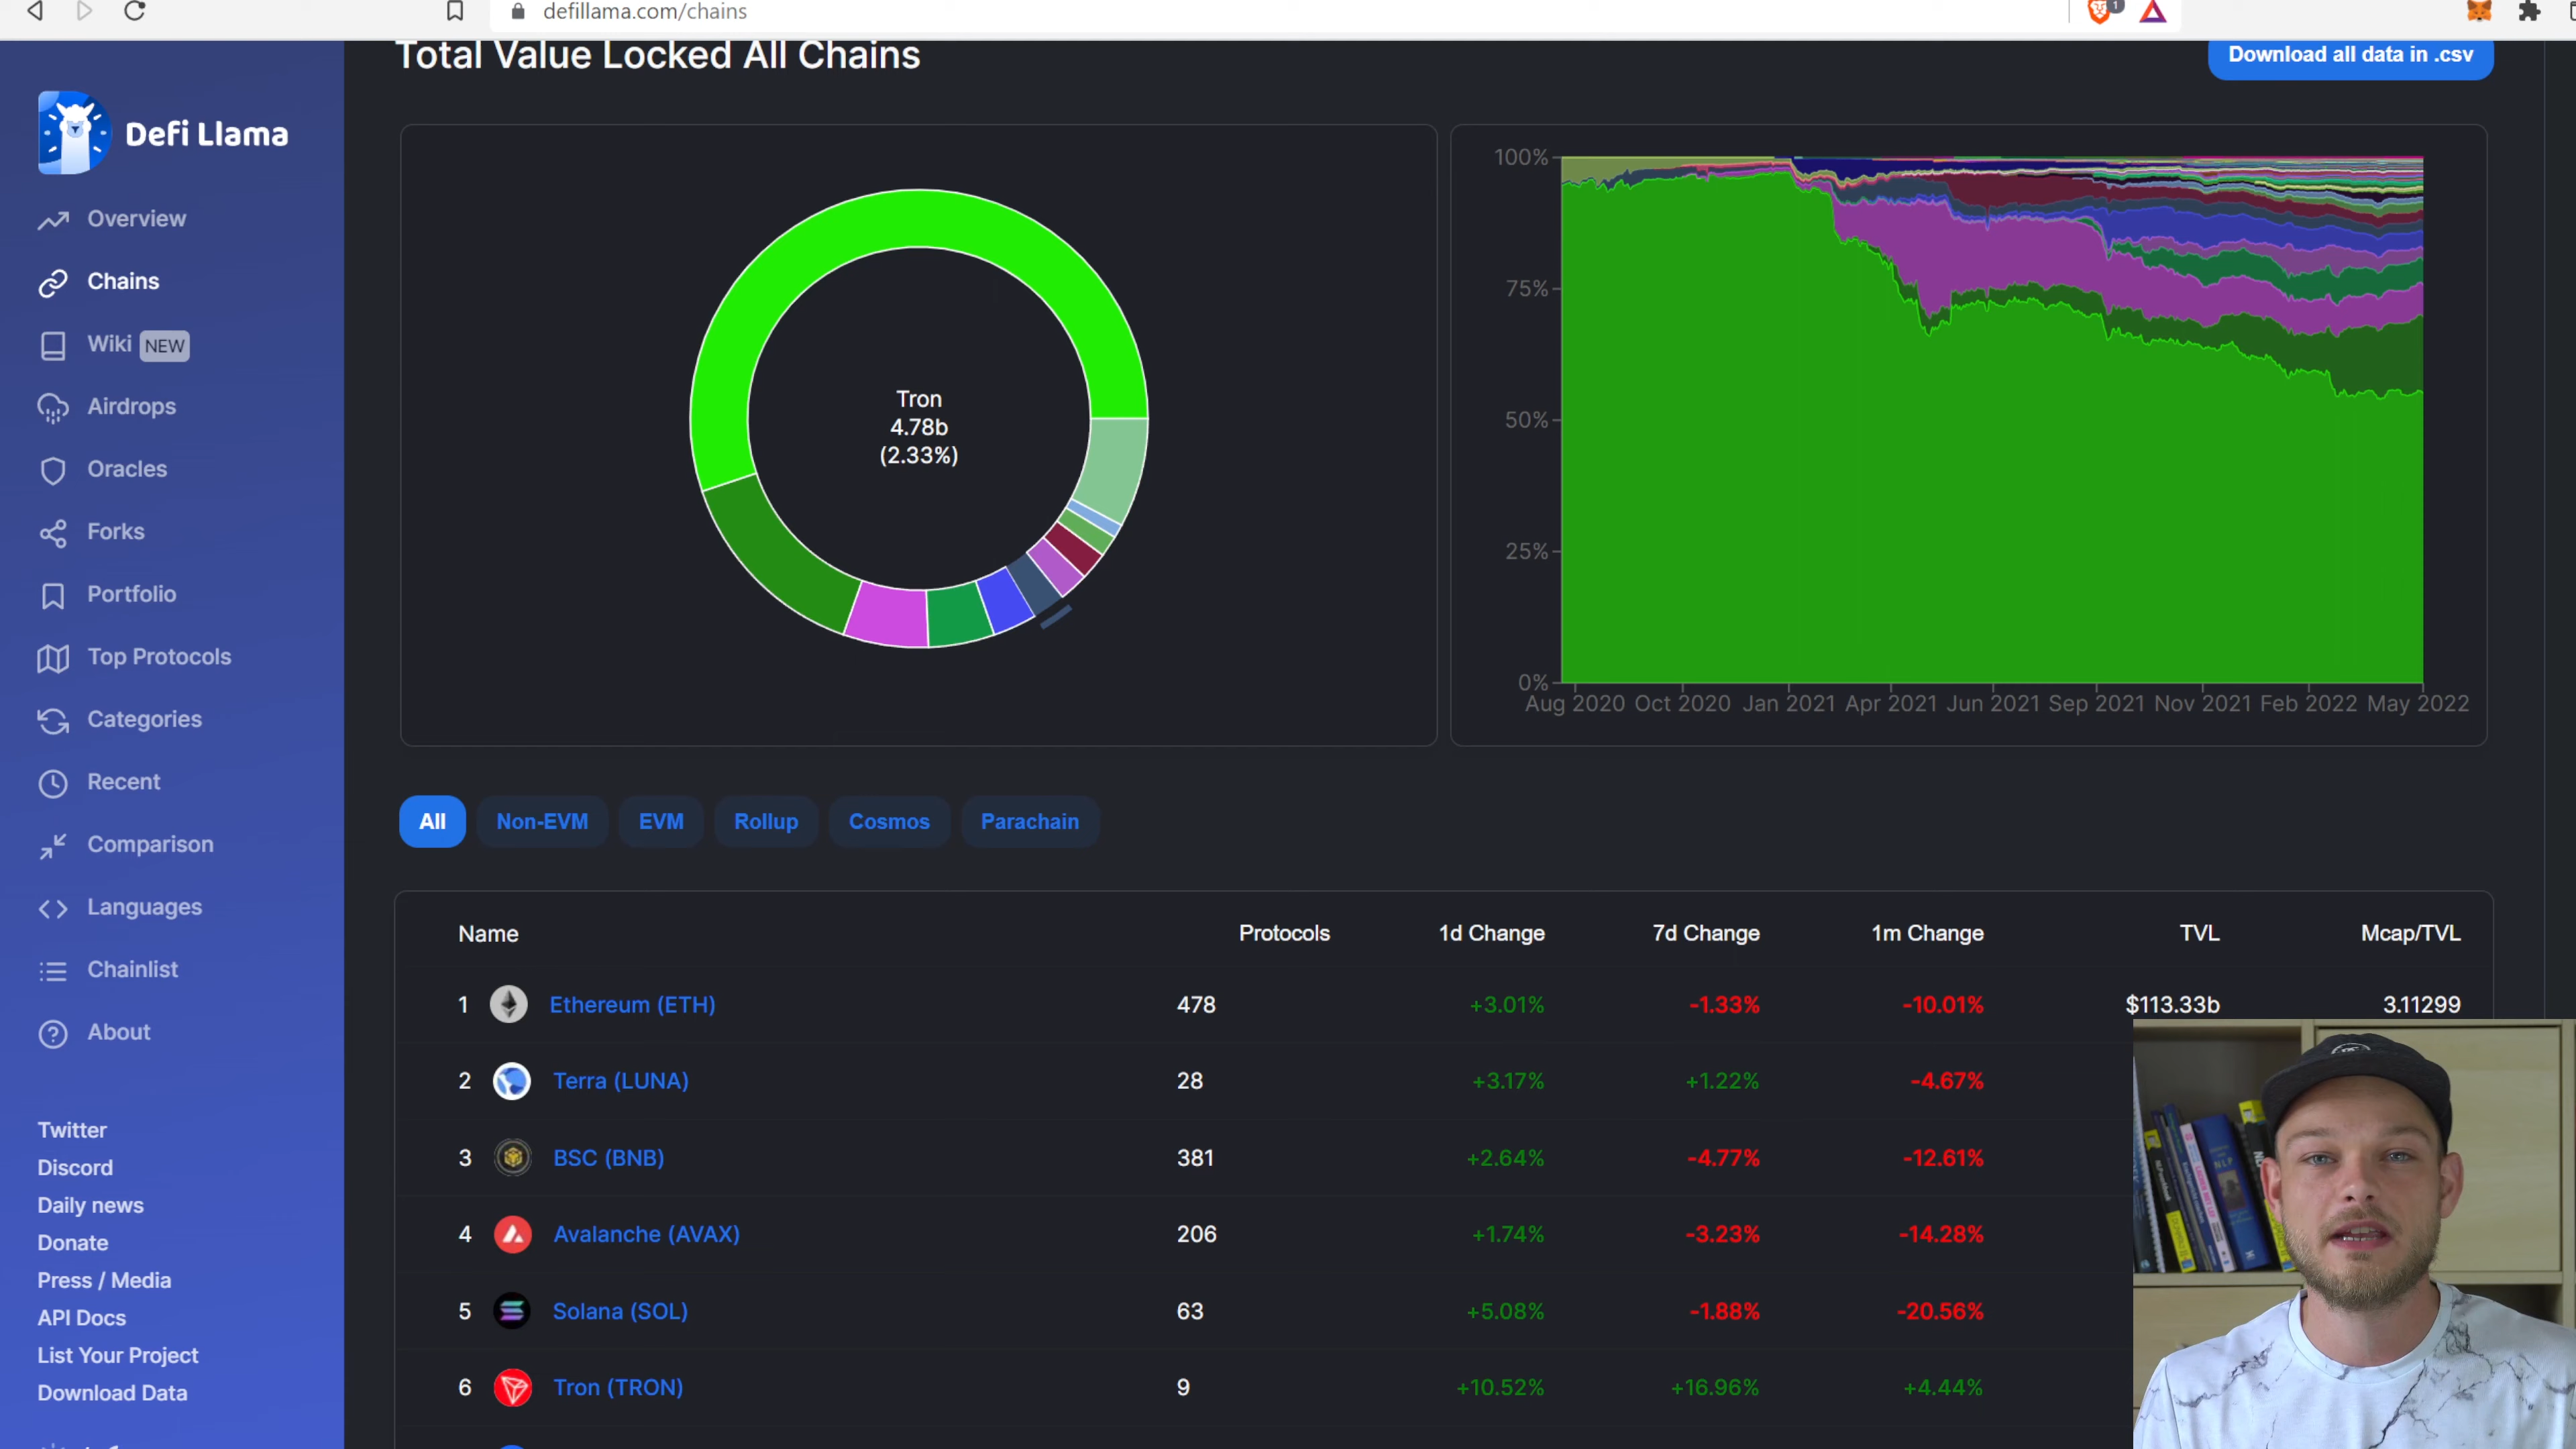 defillama.com/chains
1
Total Value Locked All Chains
Download all data in .csv
Defi Llama
Overview
Chains
Wiki NEW
Airdrops
Oracles
Forks
Portfolio
Top Protocols
Categories
Recent
Comparison
Languages
Chainlist
About
Twitter
Discord
Daily news
Donate
Press / Media
API Docs
List Your Project
Download Data
Tron
4.78b
(2.33%)
100%
75%
50%
25%
0%
Aug 2020 Oct 2020 Jan 2021 Apr 2021 Jun 2021 Sep 2021 Nov 2021 Feb 2022 May 2022
All Non-EVM EVM Rollup Cosmos Parachain
Name Protocols 1d Change 7d Change 1m Change TVL Mcap/TVL
1 Ethereum (ETH) 478 +3.01% -1.33% -10.01% $113.33b 3.11299
2 Terra (LUNA) 28 +3.17% +1.22% -4.67%
3 BSC (BNB) 381 +2.64% -4.77% -12.61%
4 Avalanche (AVAX) 206 +1.74% -3.23% -14.28%
5 Solana (SOL) 63 +5.08% -1.88% -20.56%
6 Tron (TRON) 9 +10.52% +16.96% +4.44%
NLP